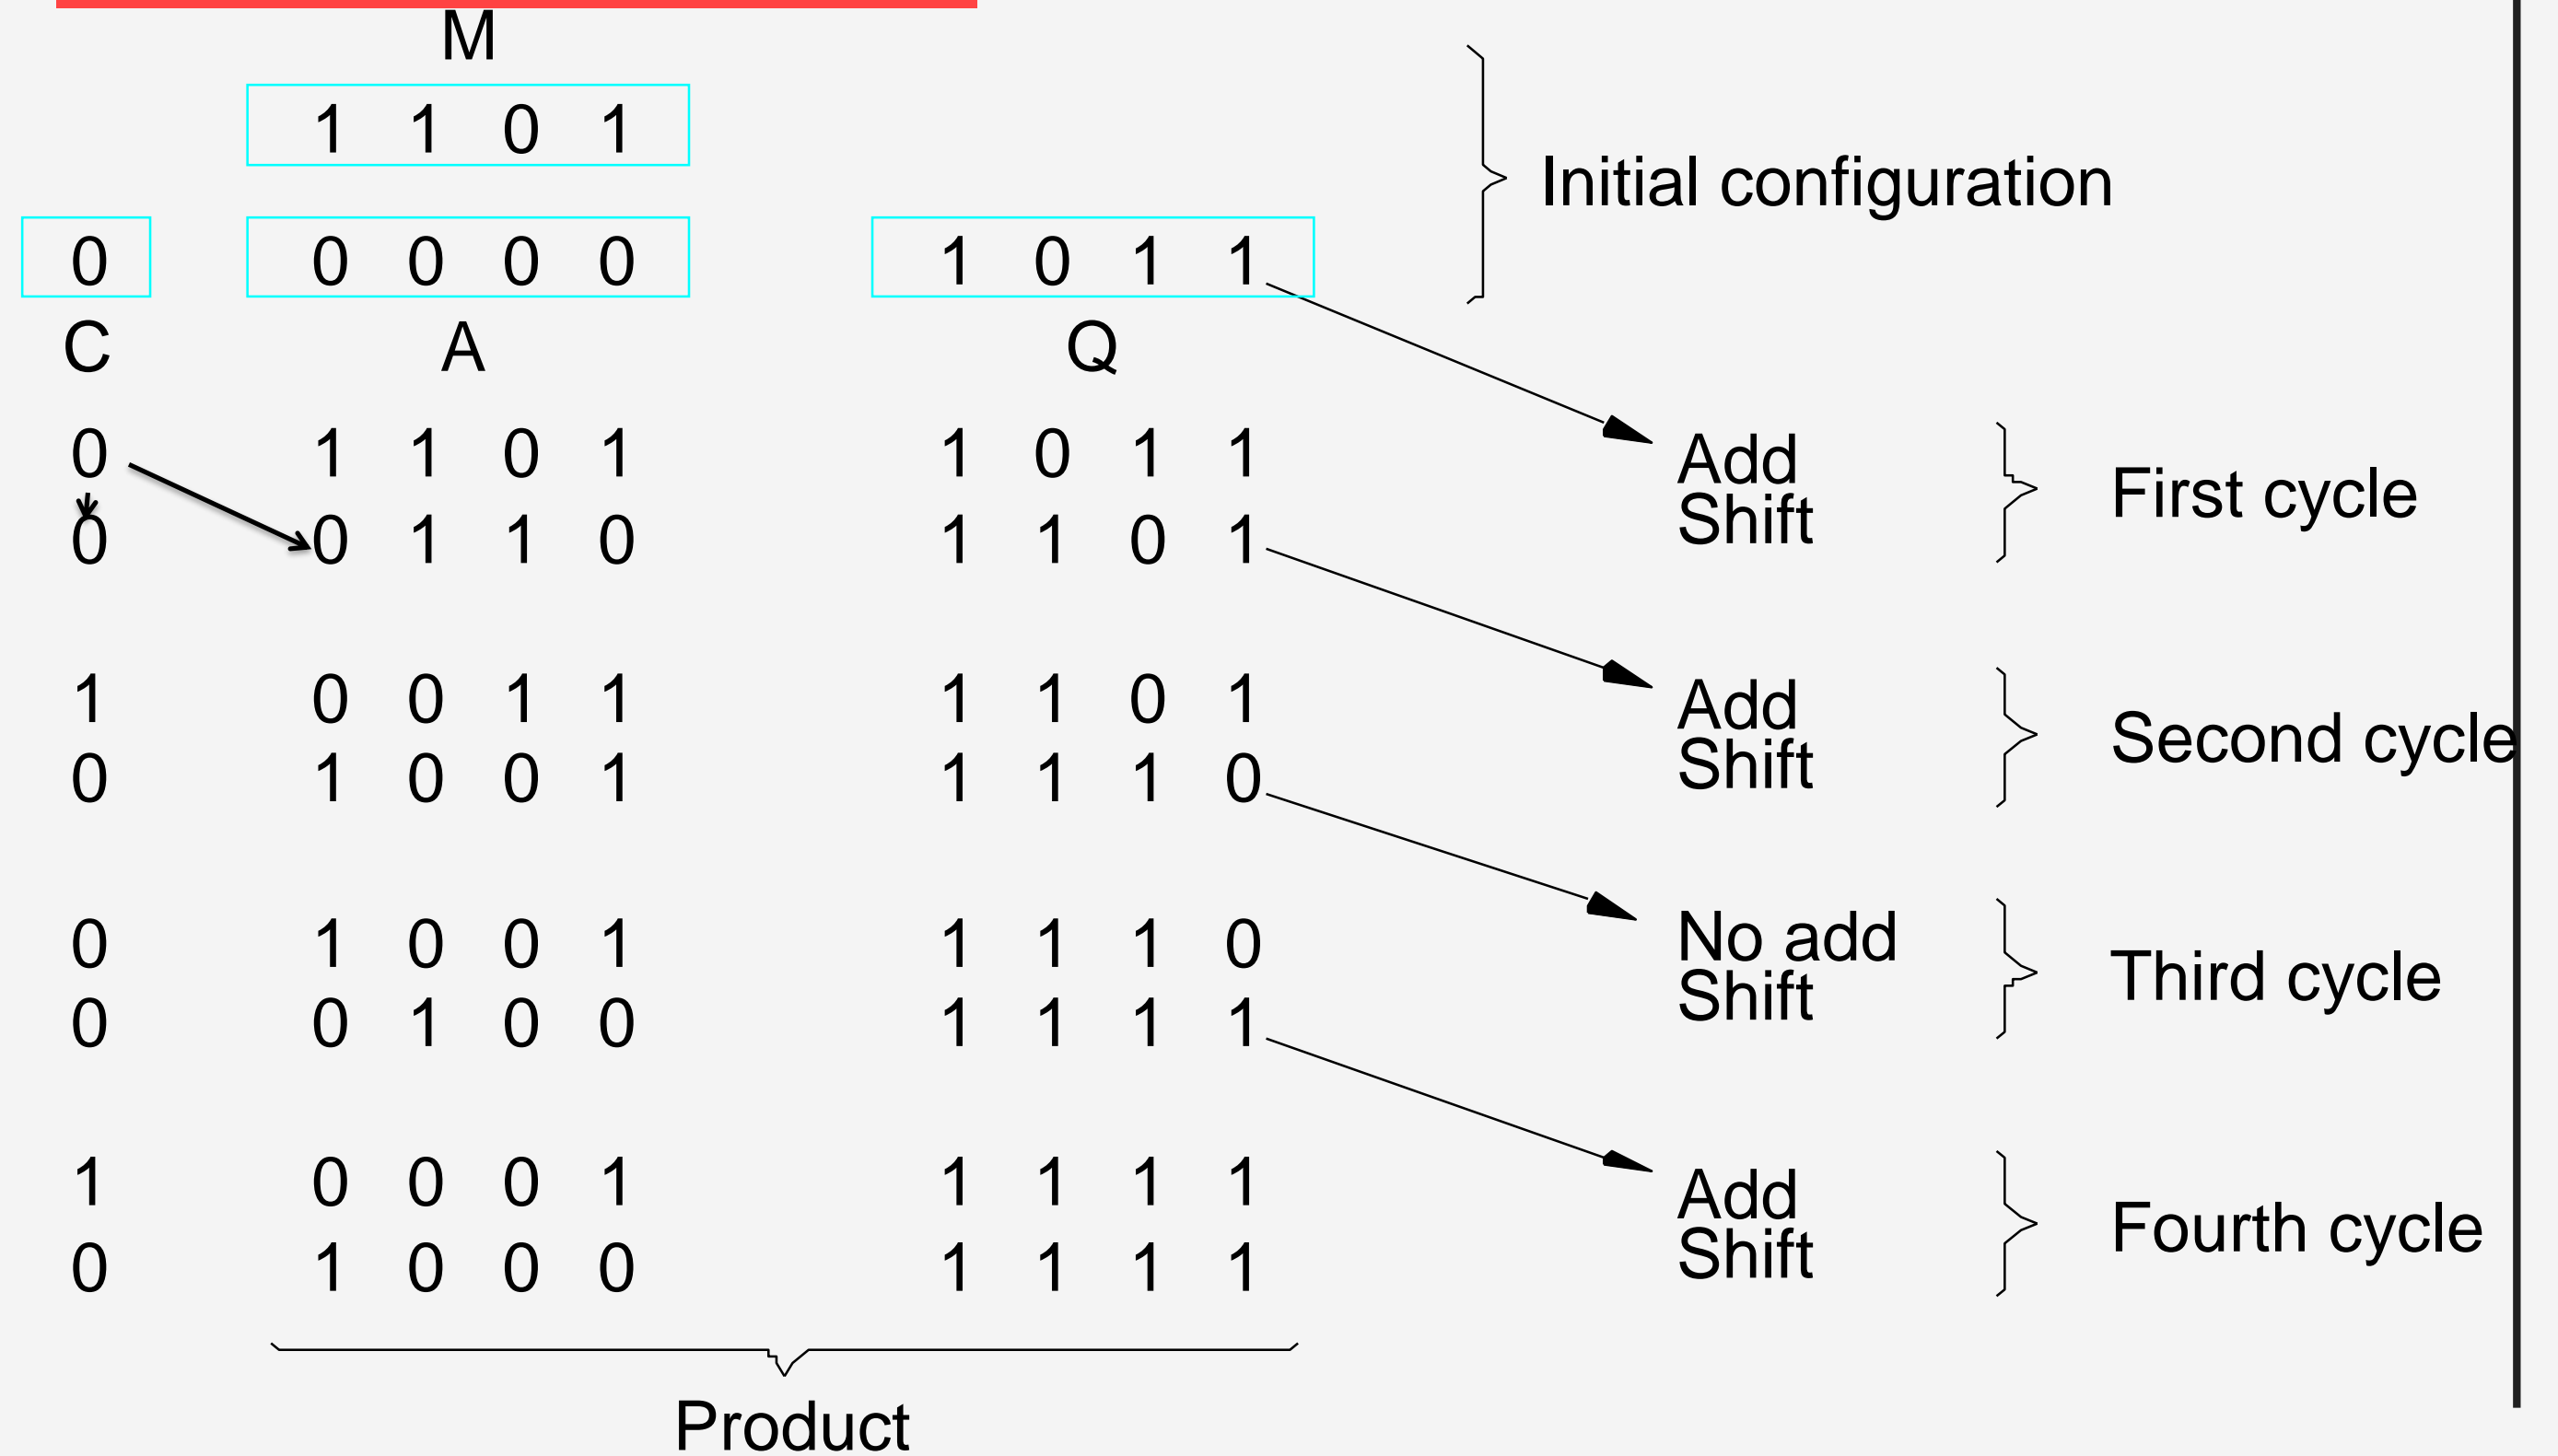 M
1 1 0 1
Initial configuration
0 0 0 0 0 1 0 1 1
C A Q
0 1 1 0 1 1 0 1 1 Add
First cycle
0 0 1 1 0 1 1 0 1 Shift
1 0 0 1 1 1 1 0 1 Add
Second cycle
0 1 0 0 1 1 1 1 0 Shift
0 1 0 0 1 1 1 1 0 No add
Third cycle
0 0 1 0 0 1 1 1 1 Shift
1 0 0 0 1 1 1 1 1 Add
Fourth cycle
0 1 0 0 0 1 1 1 1 Shift
Product